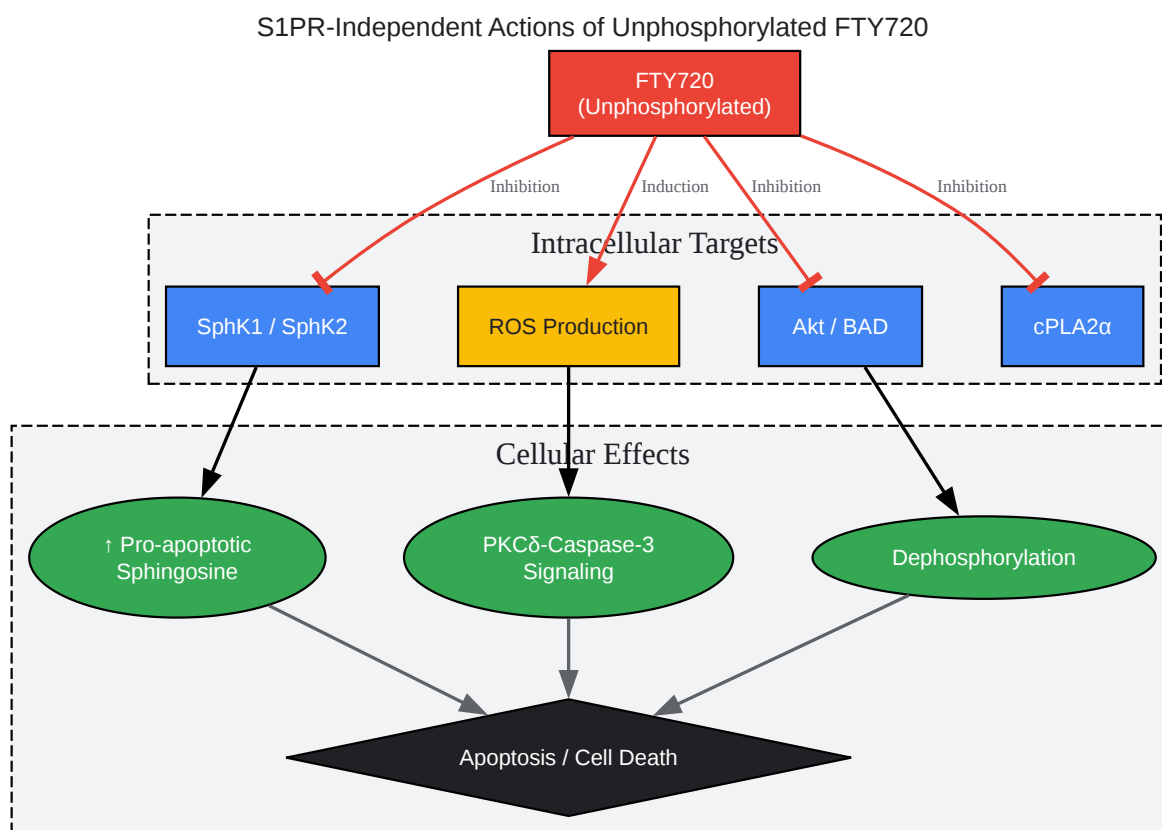 S1PR-Independent Actions of Unphosphorylated FTY720
FTY720
(Unphosphorylated)
Inhibition
Induction
Inhibition
Inhibition
Intracellular Targets
SphK1 / SphK2
ROS Production
Akt / BAD
cPLA2α
Cellular Effects
↑ Pro-apoptotic
Sphingosine
PKCδ-Caspase-3
Signaling
Dephosphorylation
Apoptosis / Cell Death